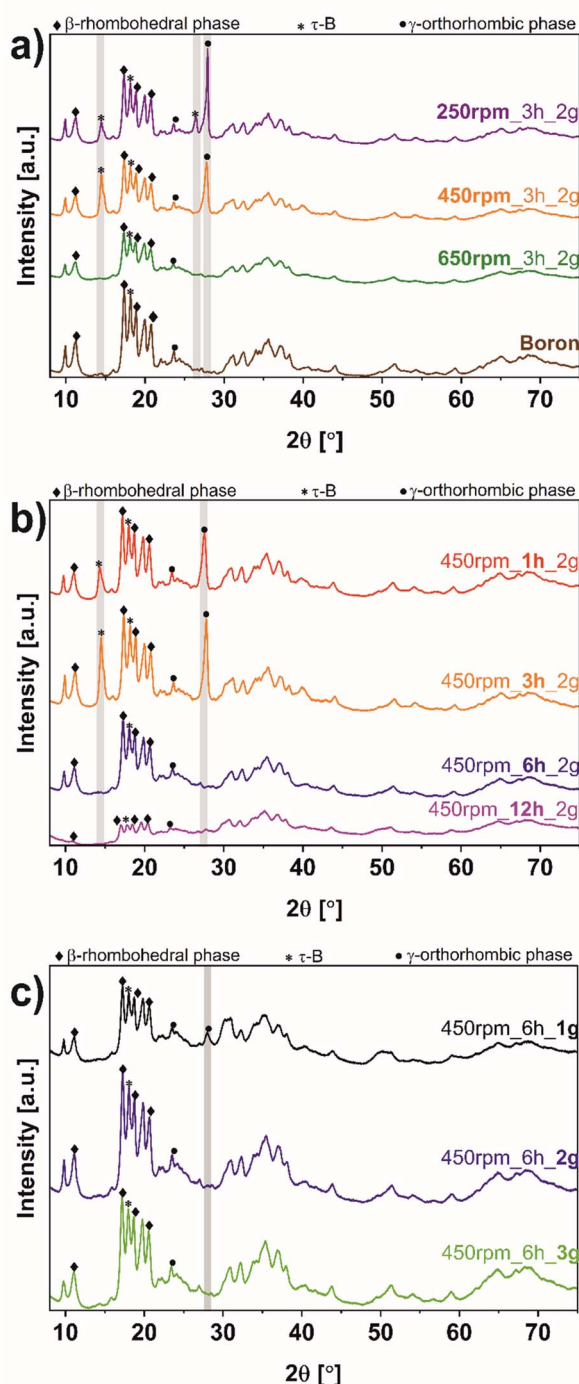 a)
◆ β-rhombohedral phase * τ-B ● γ-orthorhombic phase
250rpm_3h_2g
450rpm_3h_2g
650rpm_3h_2g
Boron
Intensity [a.u.]
10 20 30 40 50 60 70
2θ [°]
b)
◆ β-rhombohedral phase * τ-B ● γ-orthorhombic phase
450rpm_1h_2g
450rpm_3h_2g
450rpm_6h_2g
450rpm_12h_2g
Intensity [a.u.]
10 20 30 40 50 60 70
2θ [°]
c)
◆ β-rhombohedral phase * τ-B ● γ-orthorhombic phase
450rpm_6h_1g
450rpm_6h_2g
450rpm_6h_3g
Intensity [a.u.]
10 20 30 40 50 60 70
2θ [°]